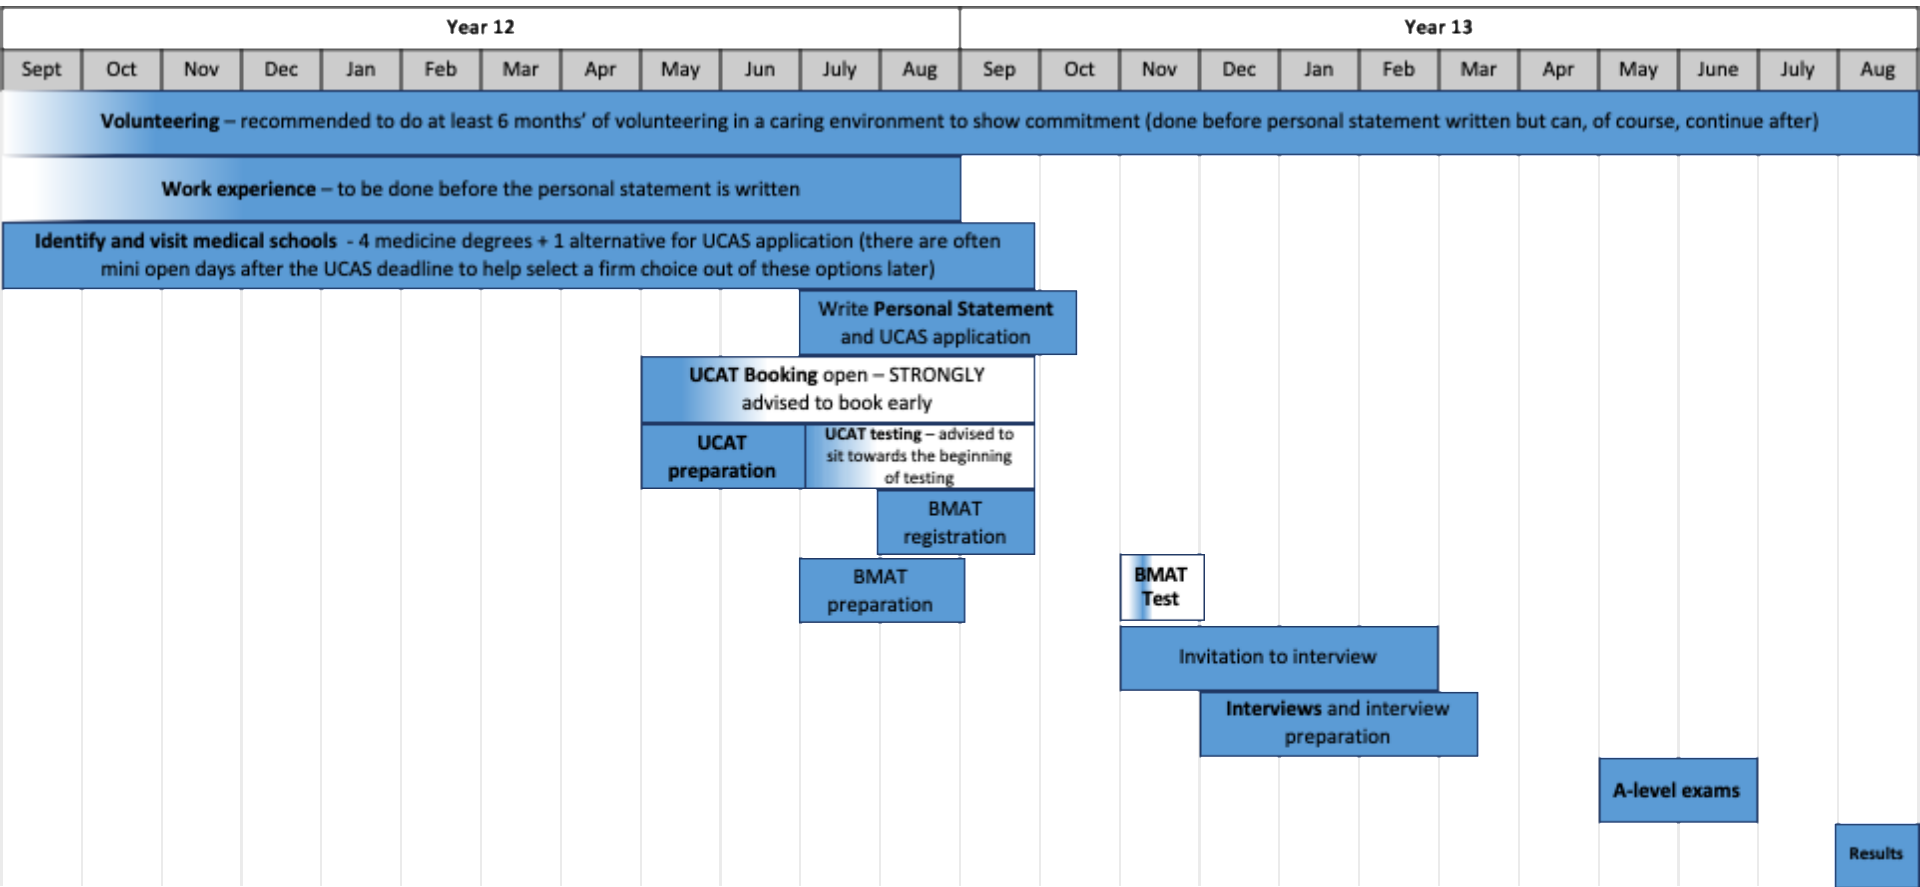 Year 12 Year 13
Sept Oct Nov Dec Jan Feb Mar Apr May Jun July Aug Sep Oct Nov Dec Jan Feb Mar Apr May June July Aug
Volunteering – recommended to do at least 6 months' of volunteering in a caring environment to show commitment (done before personal statement written but can, of course, continue after)
Work experience – to be done before the personal statement is written
Identify and visit medical schools - 4 medicine degrees + 1 alternative for UCAS application (there are often
mini open days after the UCAS deadline to help select a firm choice out of these options later)
Write Personal Statement
and UCAS application
UCAT Booking open – STRONGLY
advised to book early
UCAT
preparation
UCAT testing – advised to
sit towards the beginning
of testing
BMAT
registration
BMAT
preparation
BMAT
Test
Invitation to interview
Interviews and interview
preparation
A-level exams
Results